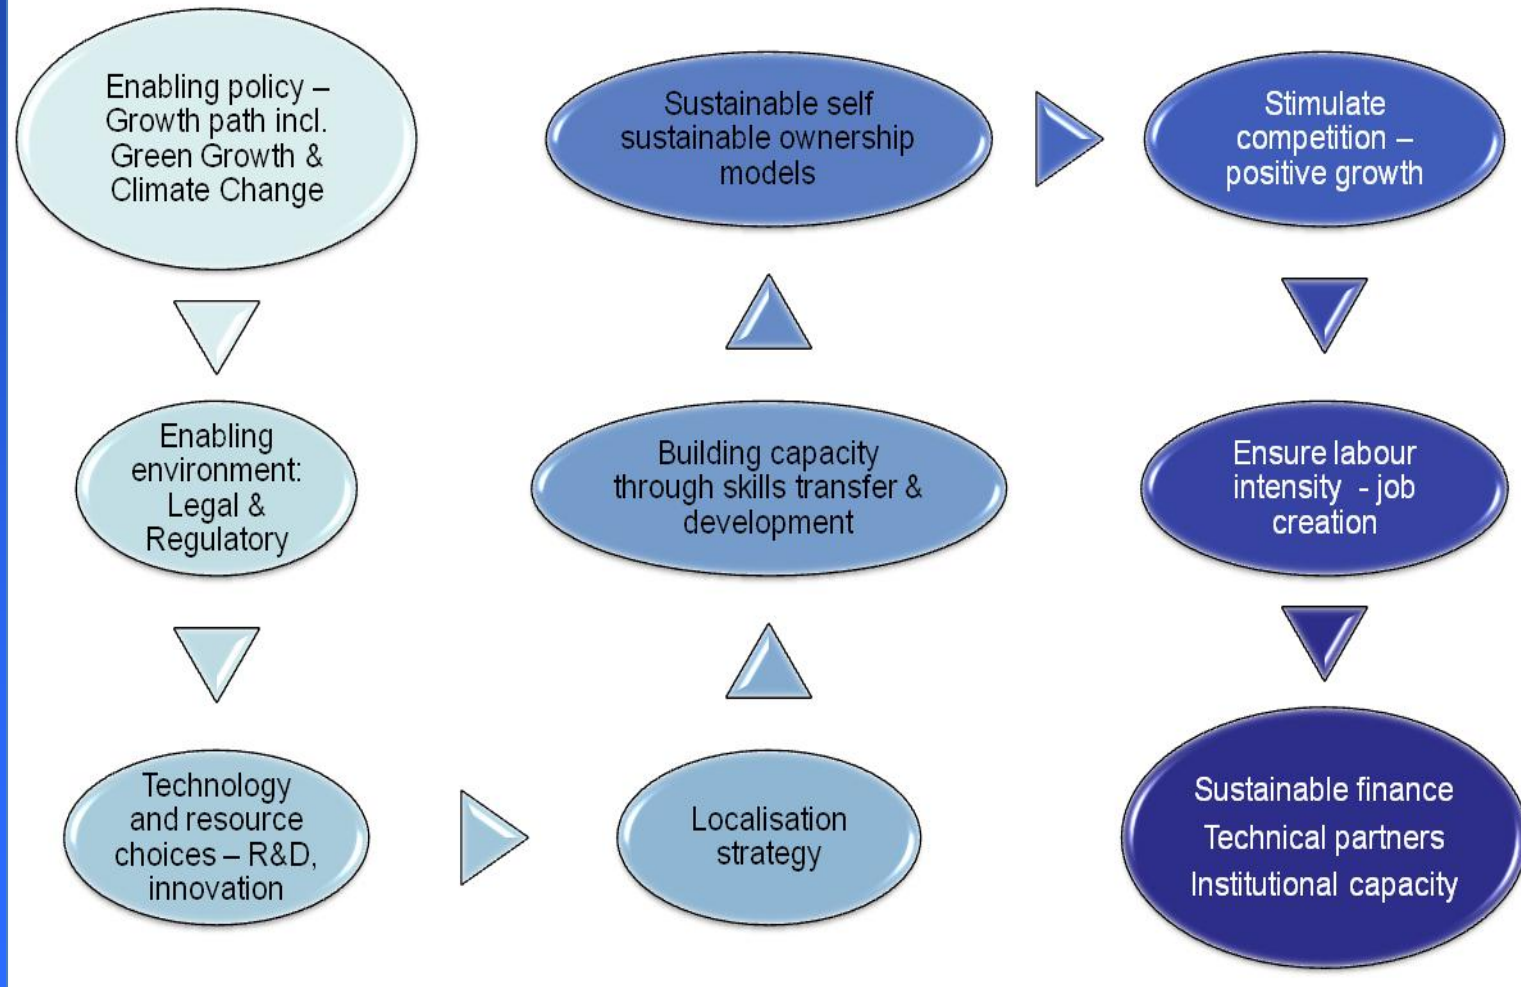 Enabling policy –
Growth path incl.
Green Growth &
Climate Change
Enabling
environment:
Legal &
Regulatory
Technology
and resource
choices – R&D,
innovation
Localisation
strategy
Building capacity
through skills transfer &
development
Sustainable self
sustainable ownership
models
Stimulate
competition –
positive growth
Ensure labour
intensity  - job
creation
Sustainable finance
Technical partners
Institutional capacity